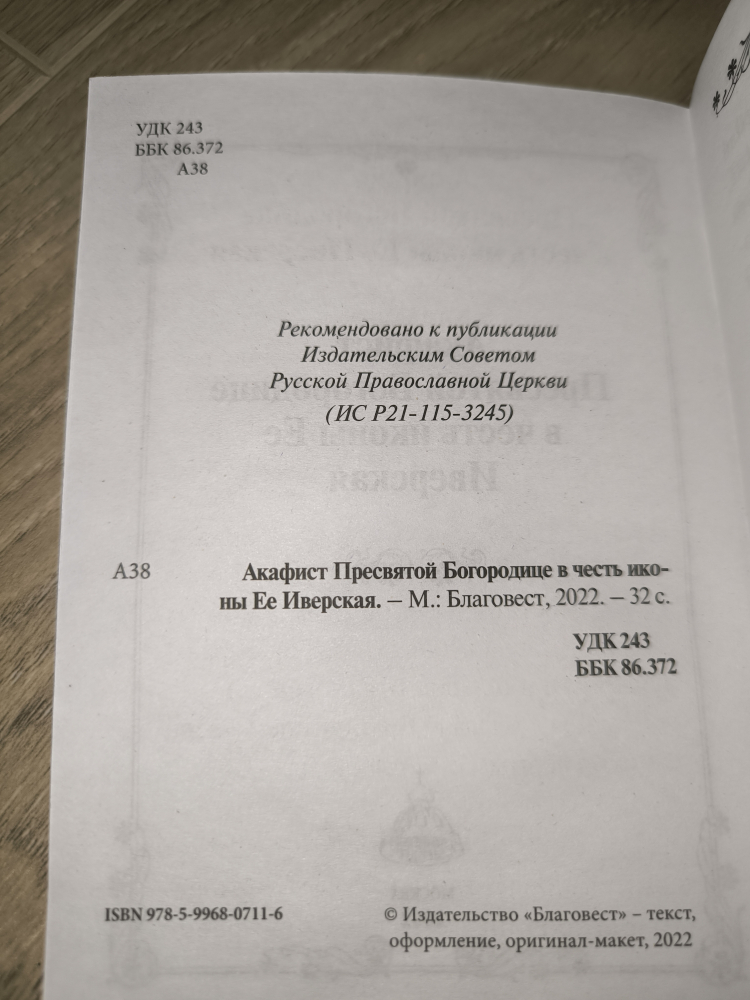 УДК 243
ББК 86.372
А38
Рекомендовано к публикации
Издательским Советом
Русской Православной Церкви
(ИС Р21-115-3245)
А38 Акафист Пресвятой Богородице в честь ико-
ны Ее Иверская. – М.: Благовест, 2022. – 32 с.
УДК 243
ББК 86.372
ISBN 978-5-9968-0711-6
© Издательство «Благовест» – текст,
оформление, оригинал-макет, 2022